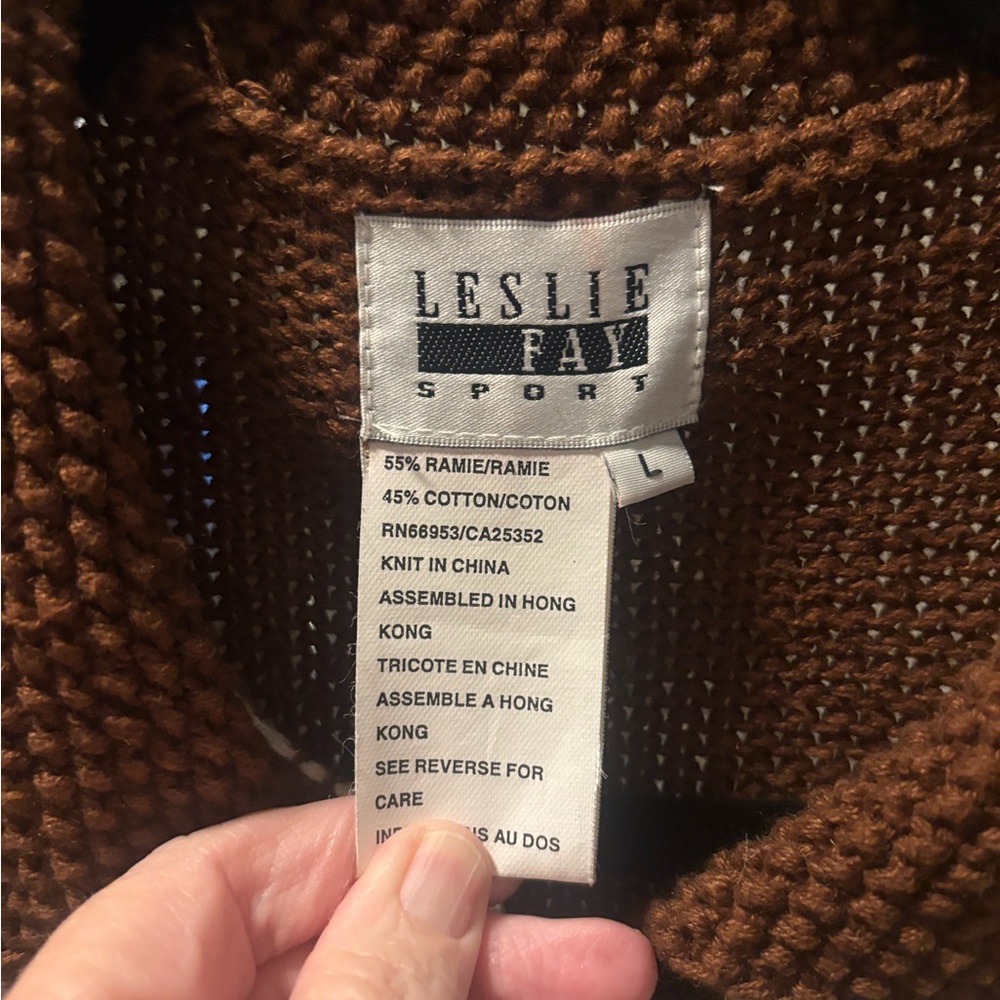 LESLIE
FAY
SPORT
L
55% RAMIE/RAMIE
45% COTTON/COTON
RN66953/CA25352
KNIT IN CHINA
ASSEMBLED IN HONG
KONG
TRICOTE EN CHINE
ASSEMBLE A HONG
KONG
SEE REVERSE FOR
CARE
AU DOS